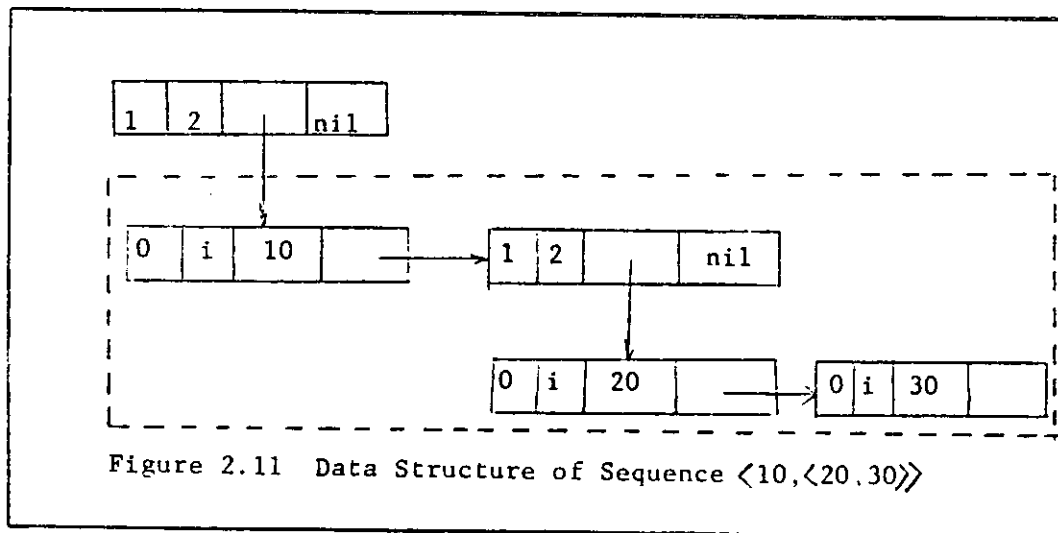 1 2 nil
0 i 10 1 2 nil
0 i 20 0 i 30
Figure 2.11 Data Structure of Sequence <10,<20.30>>